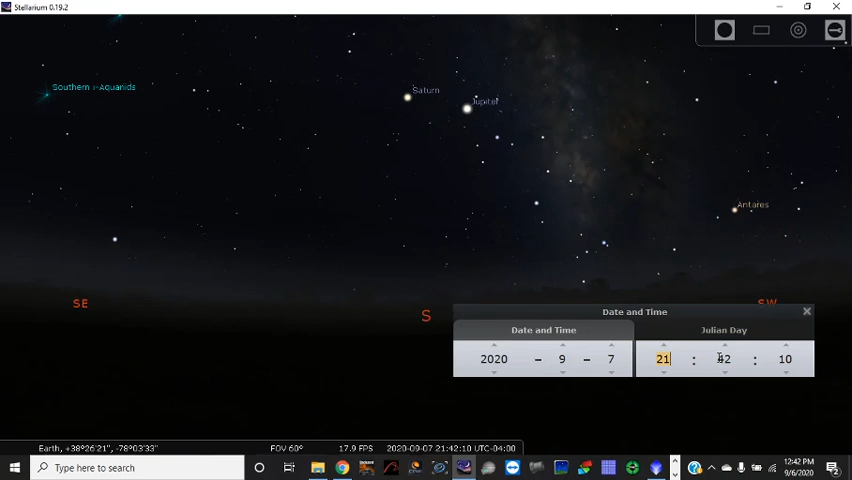 Stellarium 0.19.2
Southern ι-Aquariids
Saturn
Jupiter
Antares
SE
S
SW
Date and Time
Date and Time
Julian Day
2020 – 9 – 7
21 : 42 : 10
Earth, +38°26'21", -78°03'33"
FOV 60°
17.9 FPS
2020-09-07 21:42:10 UTC-04:00
Type here to search
12:42 PM
9/6/2020
2